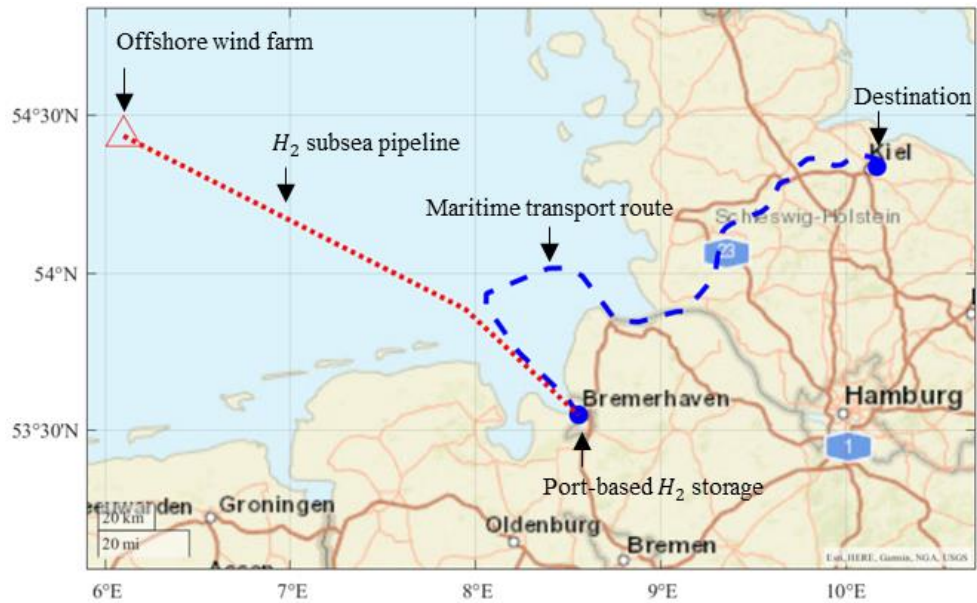 Offshore wind farm
Destination
54°30'N
H₂ subsea pipeline
Kiel
Maritime transport route
Schleswig-Holstein
23
54°N
Bremerhaven
Hamburg
53°30'N
1
Port-based H₂ storage
eeuwarden
Groningen
20 km
Oldenburg
20 mi
Bremen
Esri, HERE, Garmin, NGA, USGS
Assen
6°E
7°E
8°E
9°E
10°E